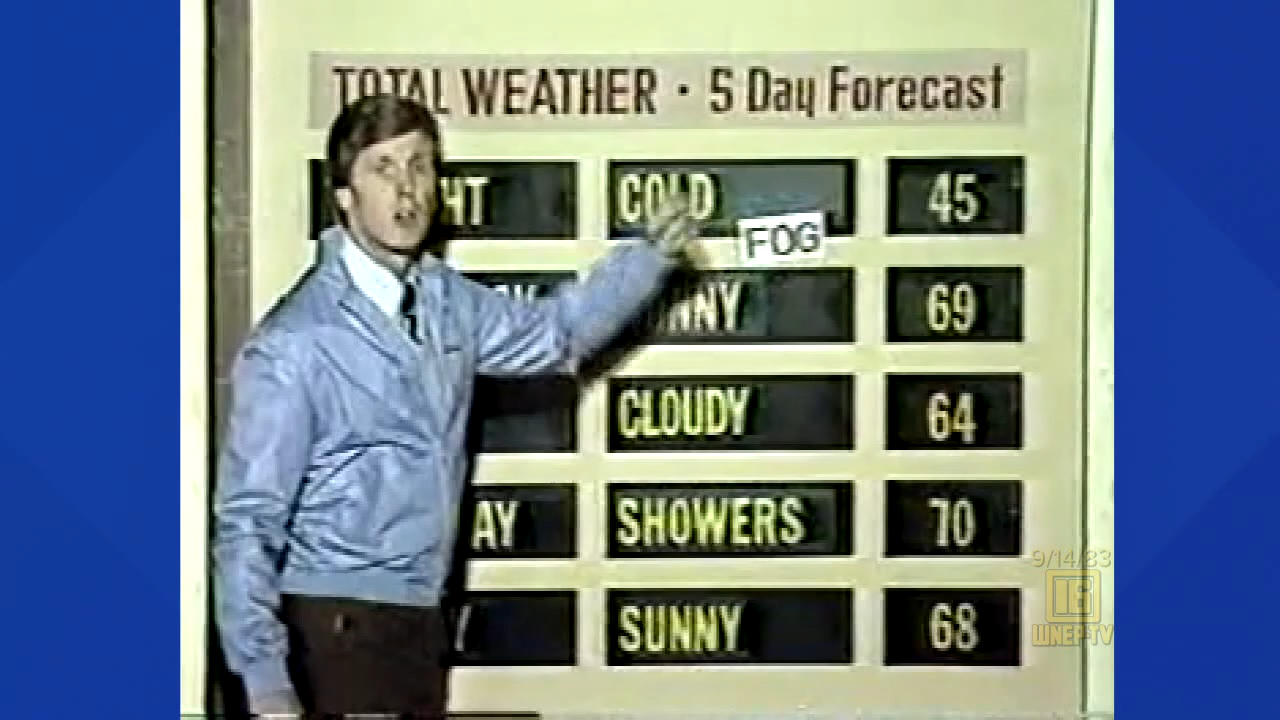 TOTAL WEATHER · 5 Day Forecast
HT COLD 45
FOG
NNY 69
CLOUDY 64
AY SHOWERS 70
Y SUNNY 68
9/14/83
16
WNEP-TV